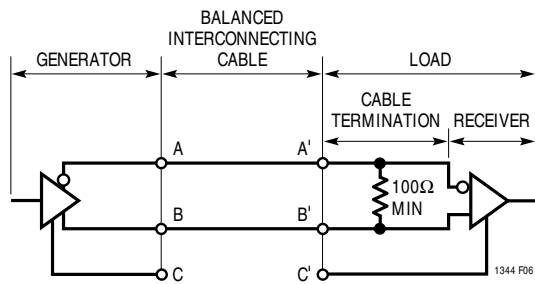 BALANCED
INTERCONNECTING
CABLE
GENERATOR
LOAD
CABLE
TERMINATION
RECEIVER
A
A'
100Ω
MIN
B
B'
C
C'
1344 F06